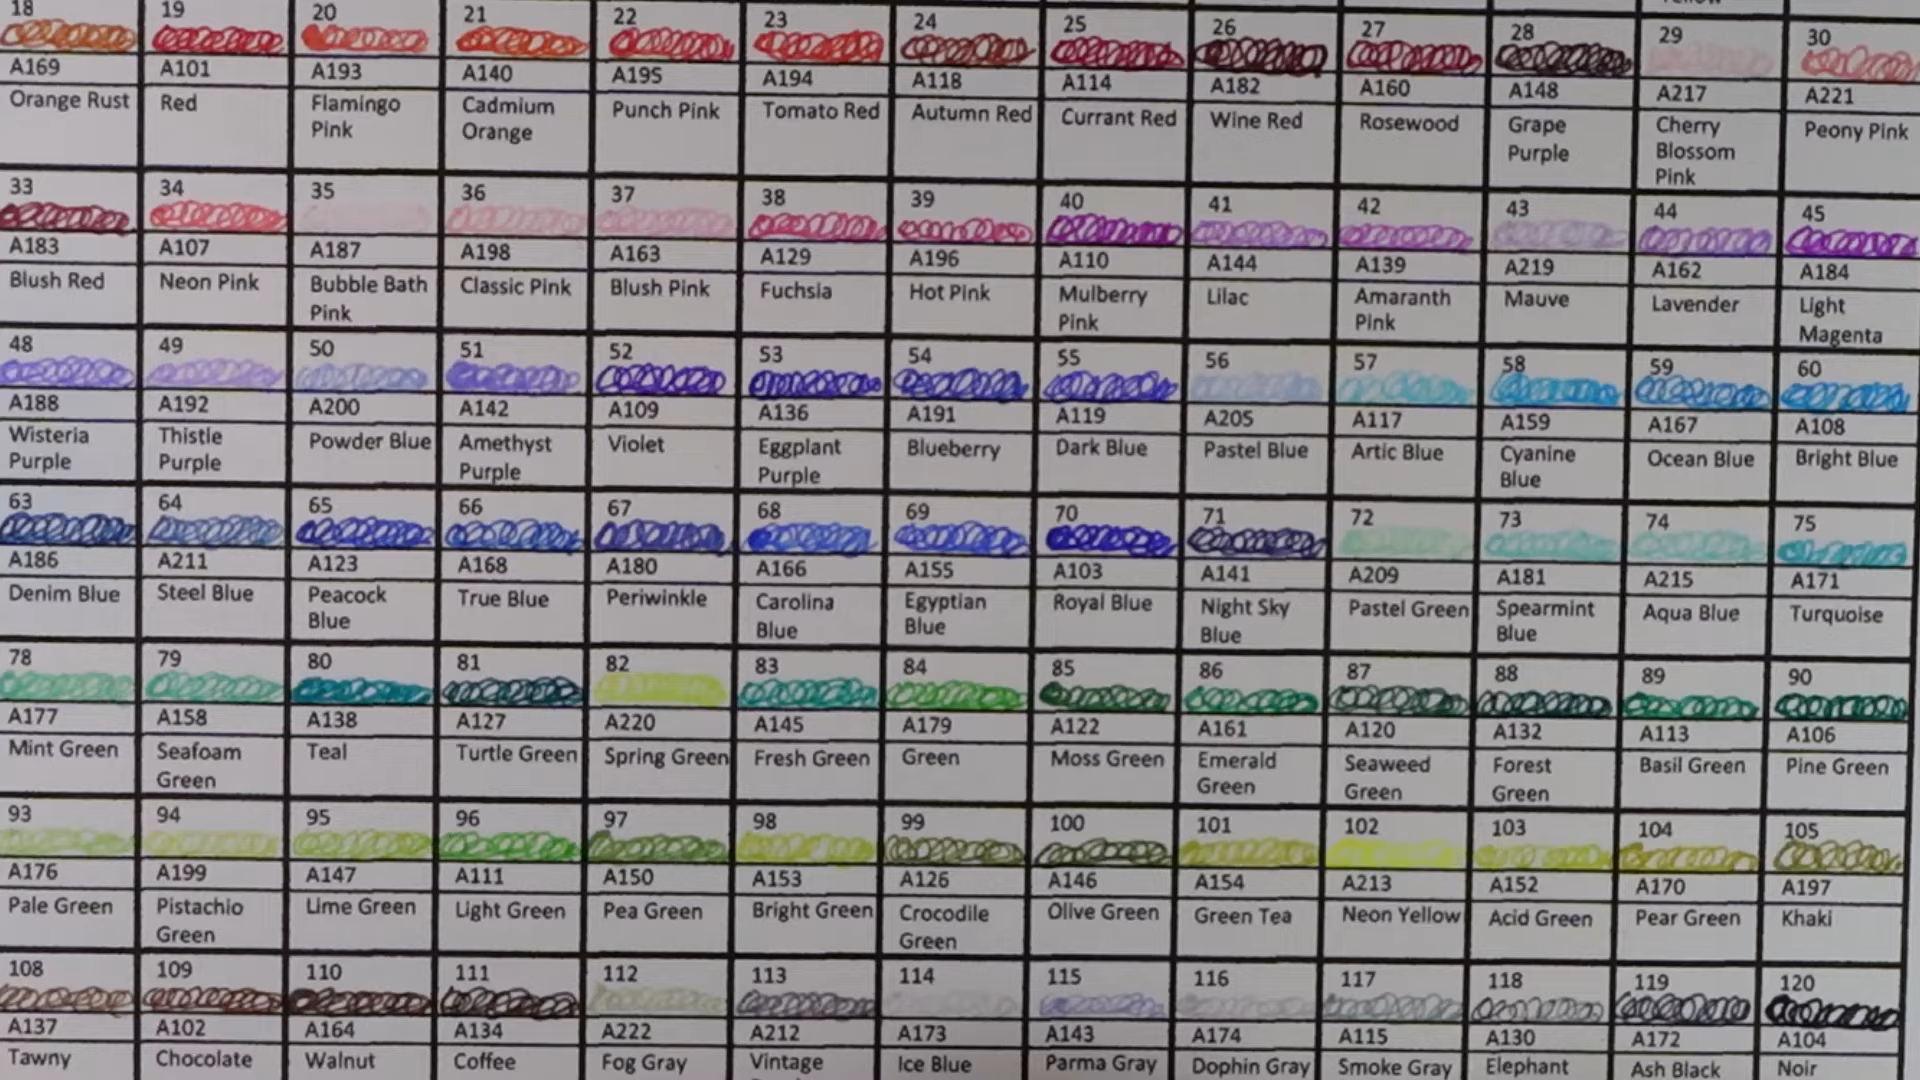 Yellow
18 19 20 21 22 23 24 25 26 27 28 29 30
A169 A101 A193 A140 A195 A194 A118 A114 A182 A160 A148 A217 A221
Orange Rust Red Flamingo Cadmium Punch Pink Tomato Red Autumn Red Currant Red Wine Red Rosewood Grape Cherry Peony Pink
Pink Orange Purple Blossom
Pink
33 34 35 36 37 38 39 40 41 42 43 44 45
A183 A107 A187 A198 A163 A129 A196 A110 A144 A139 A219 A162 A184
Blush Red Neon Pink Bubble Bath Classic Pink Blush Pink Fuchsia Hot Pink Mulberry Lilac Amaranth Mauve Lavender Light
Pink Pink Pink Magenta
48 49 50 51 52 53 54 55 56 57 58 59 60
A188 A192 A200 A142 A109 A136 A191 A119 A205 A117 A159 A167 A108
Wisteria Thistle Powder Blue Amethyst Violet Eggplant Blueberry Dark Blue Pastel Blue Artic Blue Cyanine Ocean Blue Bright Blue
Purple Purple Purple Purple Blue
63 64 65 66 67 68 69 70 71 72 73 74 75
A186 A211 A123 A168 A180 A166 A155 A103 A141 A209 A181 A215 A171
Denim Blue Steel Blue Peacock True Blue Periwinkle Carolina Egyptian Royal Blue Night Sky Pastel Green Spearmint Aqua Blue Turquoise
Blue Blue Blue Blue Blue
78 79 80 81 82 83 84 85 86 87 88 89 90
A177 A158 A138 A127 A220 A145 A179 A122 A161 A120 A132 A113 A106
Mint Green Seafoam Teal Turtle Green Spring Green Fresh Green Green Moss Green Emerald Seaweed Forest Basil Green Pine Green
Green Green Green Green
93 94 95 96 97 98 99 100 101 102 103 104 105
A176 A199 A147 A111 A150 A153 A126 A146 A154 A213 A152 A170 A197
Pale Green Pistachio Lime Green Light Green Pea Green Bright Green Crocodile Olive Green Green Tea Neon Yellow Acid Green Pear Green Khaki
Green Green
108 109 110 111 112 113 114 115 116 117 118 119 120
A137 A102 A164 A134 A222 A212 A173 A143 A174 A115 A130 A172 A104
Tawny Chocolate Walnut Coffee Fog Gray Vintage Ice Blue Parma Gray Dophin Gray Smoke Gray Elephant Ash Black Noir